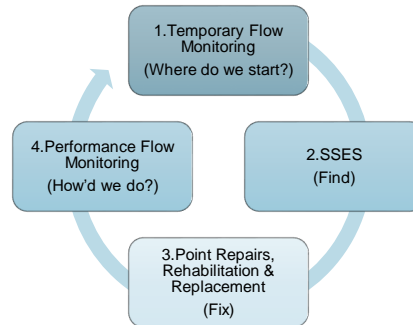 1.Temporary Flow
Monitoring
(Where do we start?)
2.SSES
(Find)
3.Point Repairs,
Rehabilitation &
Replacement
(Fix)
4.Performance Flow
Monitoring
(How'd we do?)